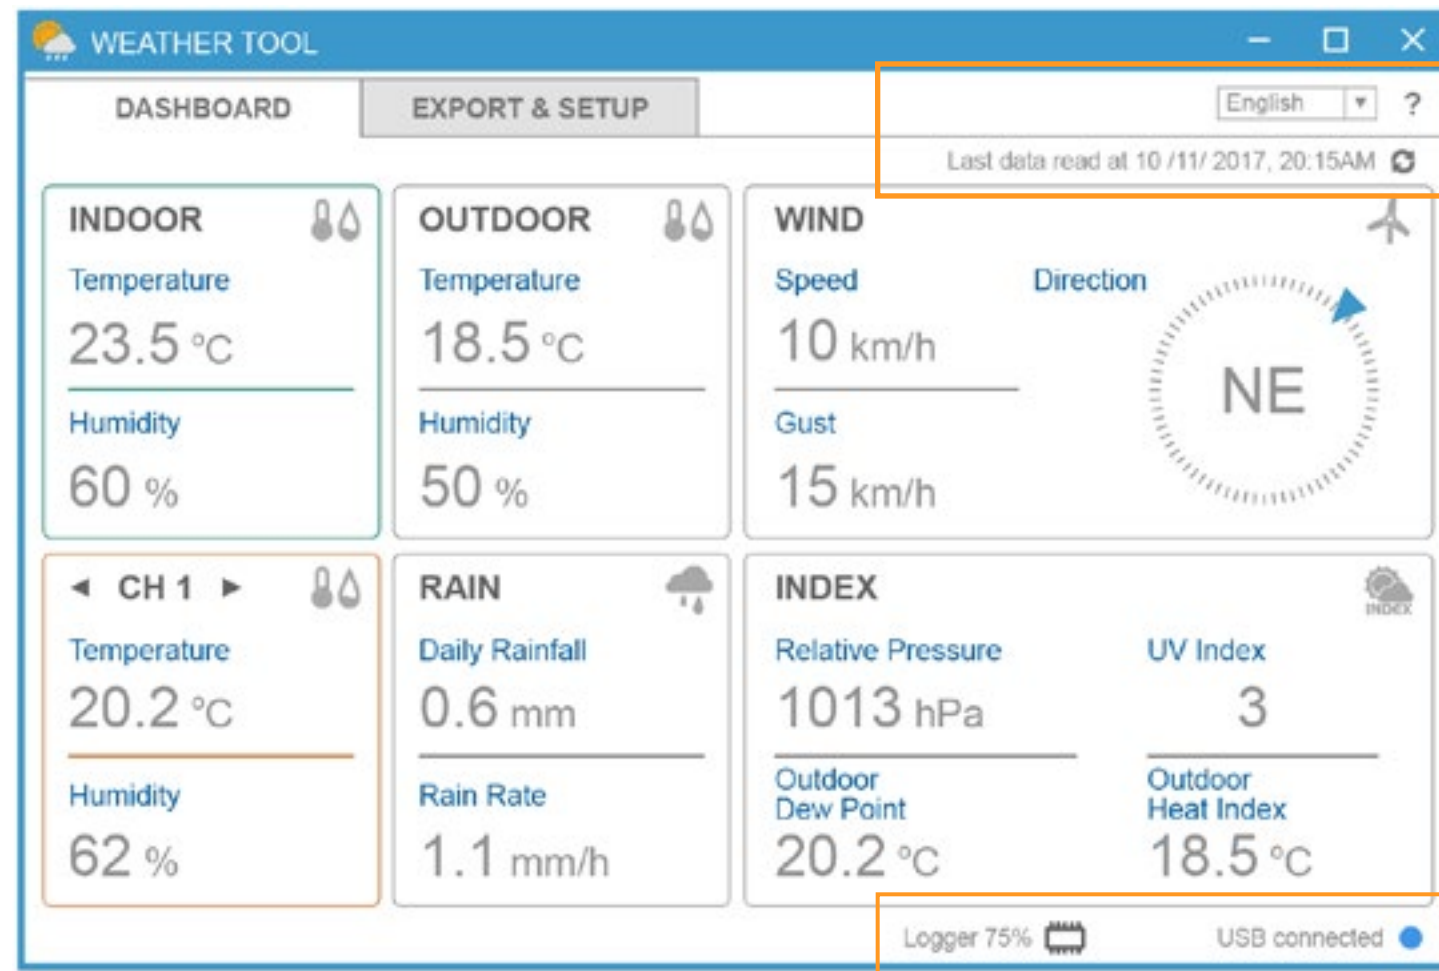 WEATHER TOOL
DASHBOARD EXPORT & SETUP English ?
Last data read at 10 /11/ 2017, 20:15AM
INDOOR
Temperature
23.5 °C
Humidity
60 %
OUTDOOR
Temperature
18.5 °C
Humidity
50 %
WIND
Speed
10 km/h
Gust
15 km/h
Direction
NE
CH 1
Temperature
20.2 °C
Humidity
62 %
RAIN
Daily Rainfall
0.6 mm
Rain Rate
1.1 mm/h
INDEX
INDEX
Relative Pressure
1013 hPa
Outdoor
Dew Point
20.2 °C
UV Index
3
Outdoor
Heat Index
18.5 °C
Logger 75% USB connected